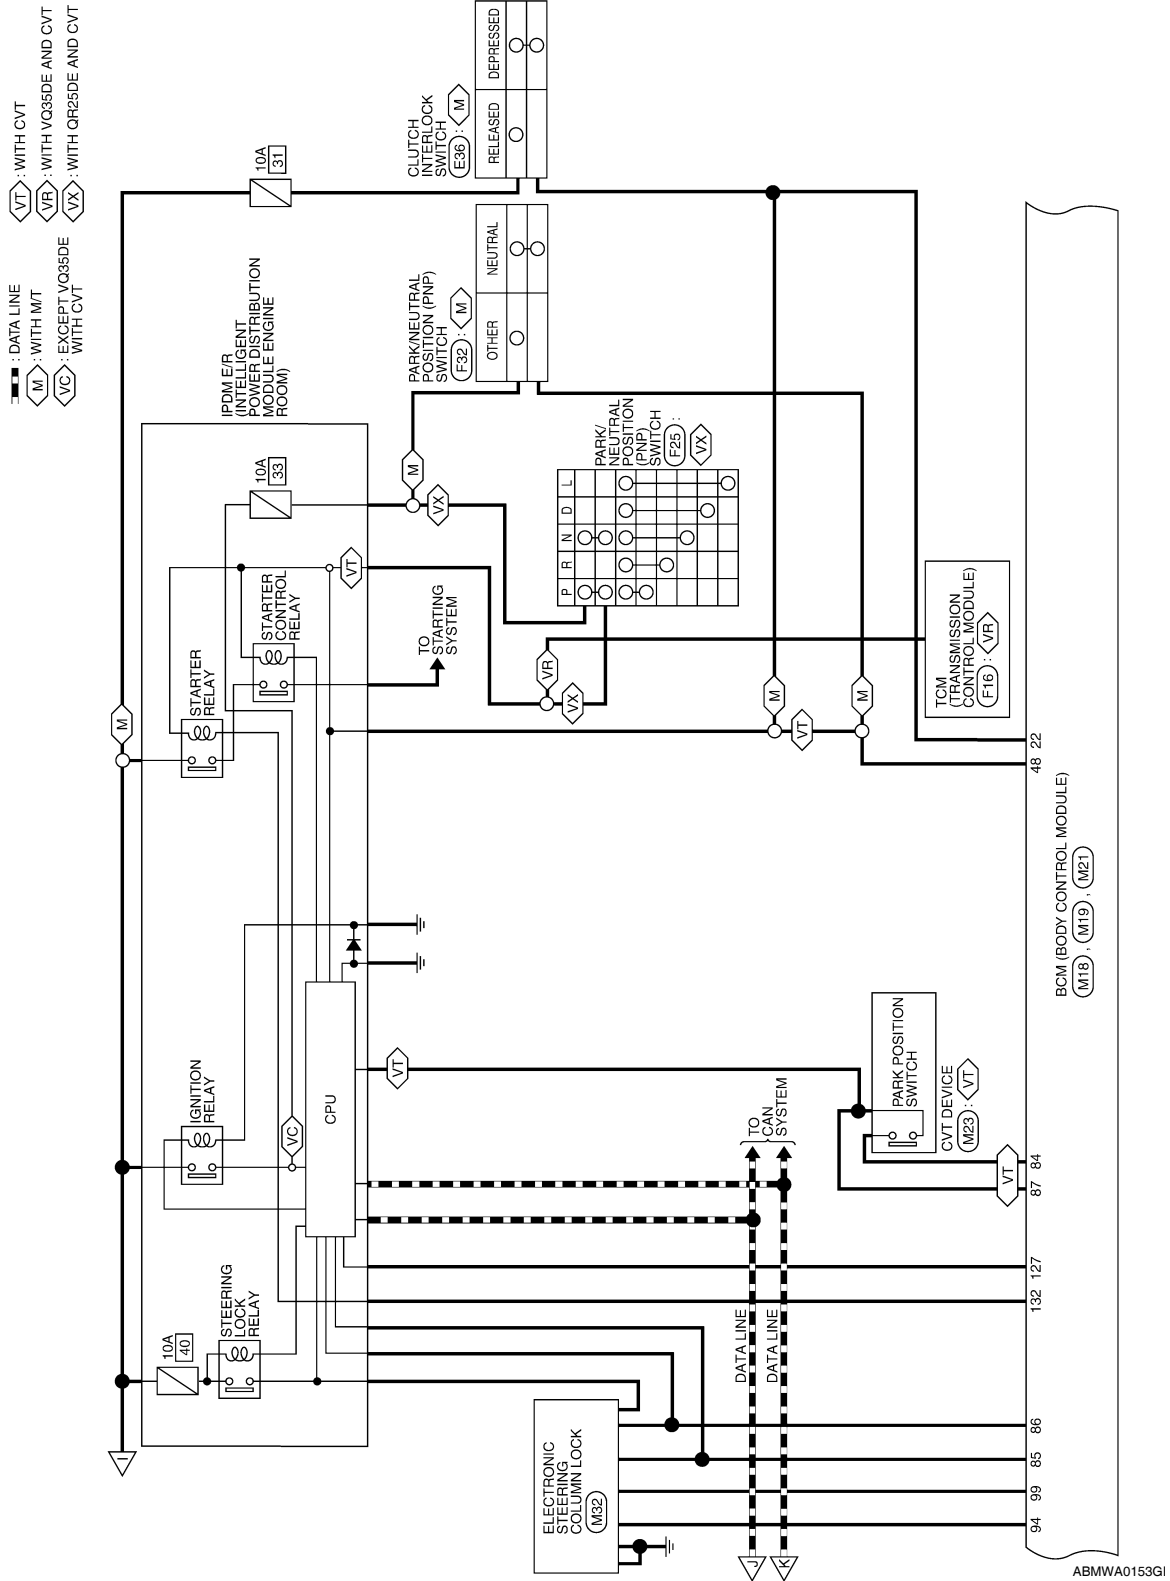 : DATA LINE
M : WITH M/T
VC : EXCEPT VQ35DE
WITH CVT
VT : WITH CVT
VR : WITH VQ35DE AND CVT
VX : WITH QR25DE AND CVT
I
M
10A
31
IPDM E/R
(INTELLIGENT
POWER DISTRIBUTION
MODULE ENGINE
ROOM)
10A
40
STEERING
LOCK
RELAY
IGNITION
RELAY
VC
CPU
STARTER
RELAY
STARTER
CONTROL
RELAY
VT
10A
33
M
VX
TO
STARTING
SYSTEM
PARK/NEUTRAL
POSITION (PNP)
SWITCH
F32 : M
OTHER
NEUTRAL
CLUTCH
INTERLOCK
SWITCH
E36 : M
RELEASED
DEPRESSED
PARK/
NEUTRAL
POSITION
(PNP)
SWITCH
F25 :
VX
P R N D L
VR
VX
M
VT
M
TCM
(TRANSMISSION
CONTROL MODULE)
F16 : VR
VT
ELECTRONIC
STEERING
COLUMN LOCK
M32
DATA LINE
DATA LINE
J
K
TO
CAN
SYSTEM
PARK POSITION
SWITCH
CVT DEVICE
M23 : VT
VT
94 99 85 86 132 127 87 84 48 22
BCM (BODY CONTROL MODULE)
M18 , M19 , M21